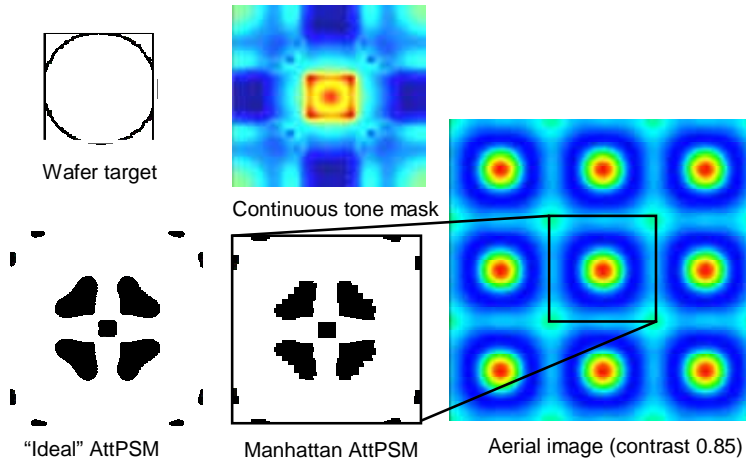 Wafer target
Continuous tone mask
“Ideal” AttPSM
Manhattan AttPSM
Aerial image (contrast 0.85)